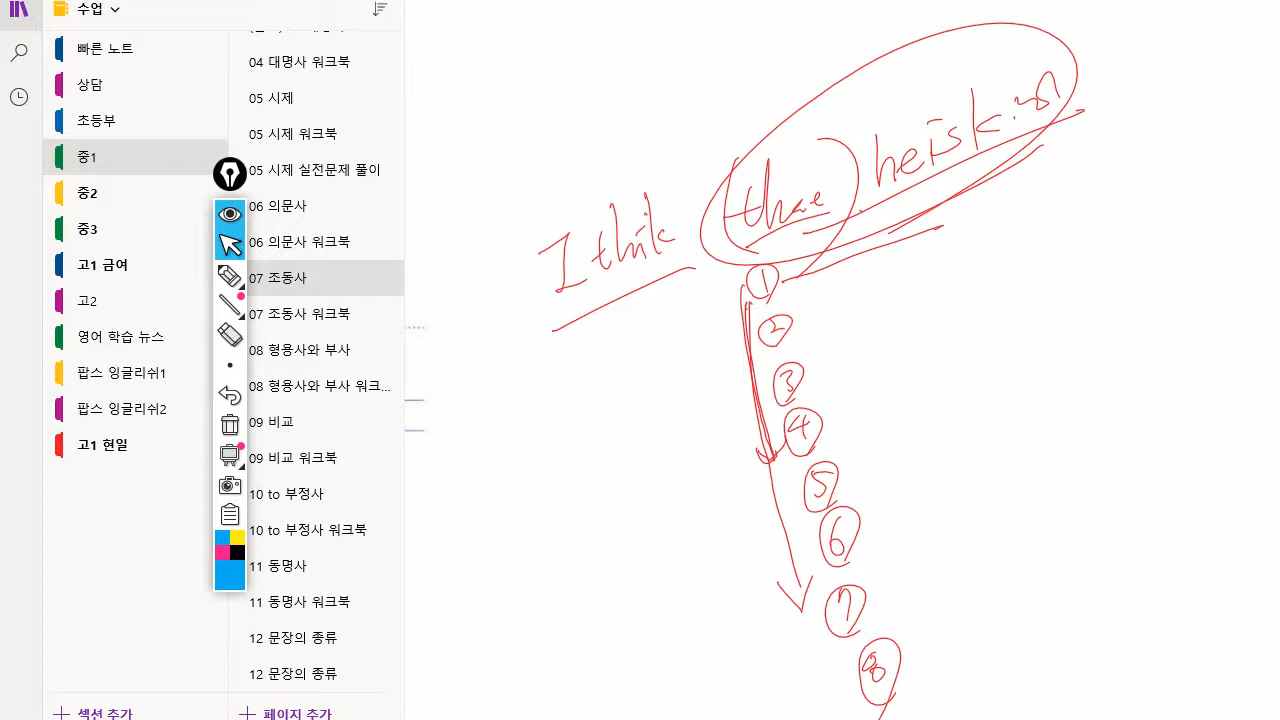 수업
빠른 노트
상담
초등부
중1
중2
중3
고1 금여
고2
영어 학습 뉴스
팝스 잉글리쉬1
팝스 잉글리쉬2
고1 현일
섹션 추가
04 대명사 워크북
05 시제
05 시제 워크북
05 시제 실전문제 풀이
06 의문사
06 의문사 워크북
07 조동사
07 조동사 워크북
08 형용사와 부사
08 형용사와 부사 워크...
09 비교
09 비교 워크북
10 to 부정사
10 to 부정사 워크북
11 동명사
11 동명사 워크북
12 문장의 종류
12 문장의 종류
페이지 추가
I think that he is
①
②
③
④
⑤
⑥
⑦
⑧